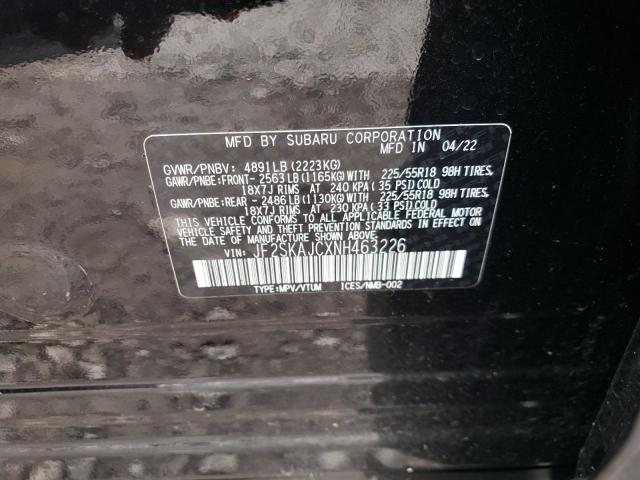 MFD BY SUBARU CORPORATION
MFD IN 04/22
GVWR/PNBV: 4891LB(2223KG)
GAWR/PNBE:FRONT-2563LB(1165KG)WITH 225/55R18 98H TIRES,
18X7J RIMS AT 240 KPA(35 PSI)COLD
GAWR/PNBE:REAR -2486LB(1130KG)WITH 225/55R18 98H TIRES,
18X7J RIMS AT 230 KPA(33 PSI)COLD
THIS VEHICLE CONFORMS TO ALL APPLICABLE FEDERAL MOTOR
VEHICLE SAFETY AND THEFT PREVENTION STANDARDS IN EFFECT ON
THE DATE OF MANUFACTURE SHOWN ABOVE.
VIN: JF2SKAJCXNH463226
TYPE:MPV/VTUM ICES/NMB-002